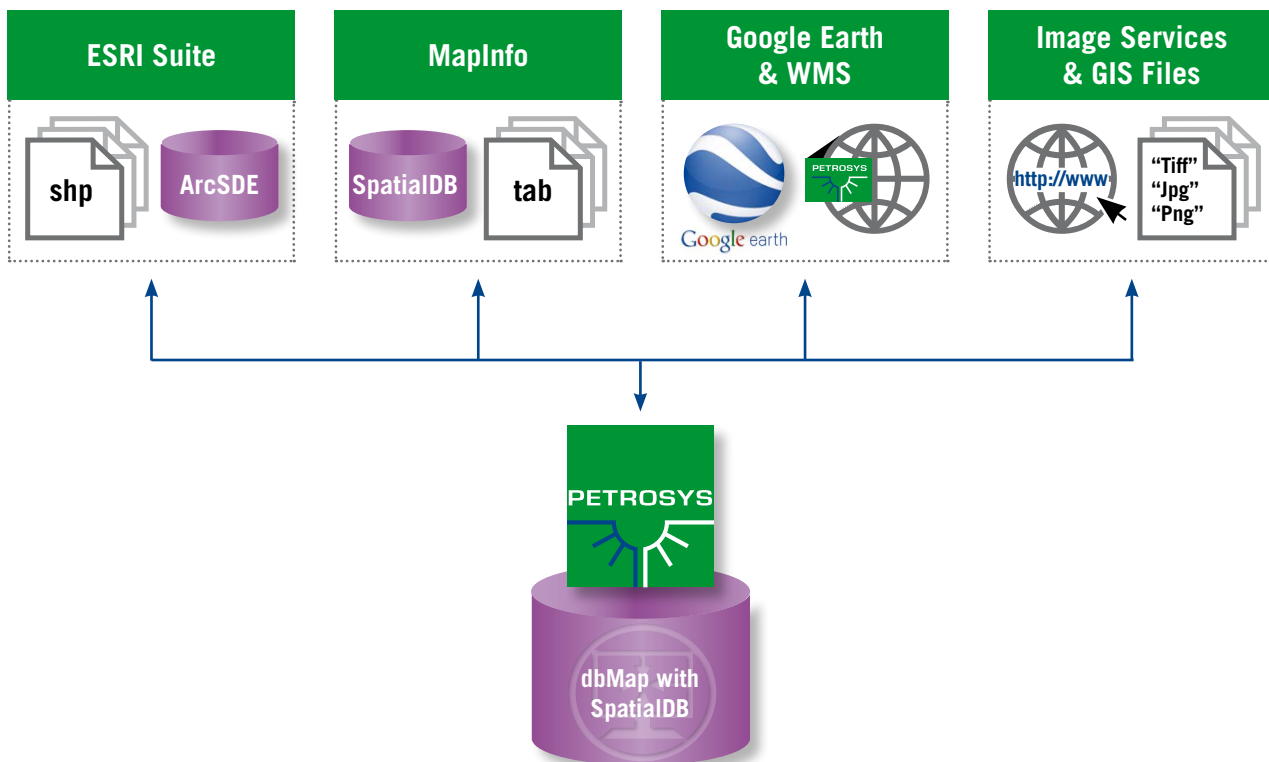 ESRI Suite
MapInfo
Google Earth
& WMS
Image Services
& GIS Files
shp
ArcSDE
SpatialDB
tab
Google earth
PETROSYS
http://www
“Tiff”
“Jpg”
“Png”
PETROSYS
dbMap with
SpatialDB